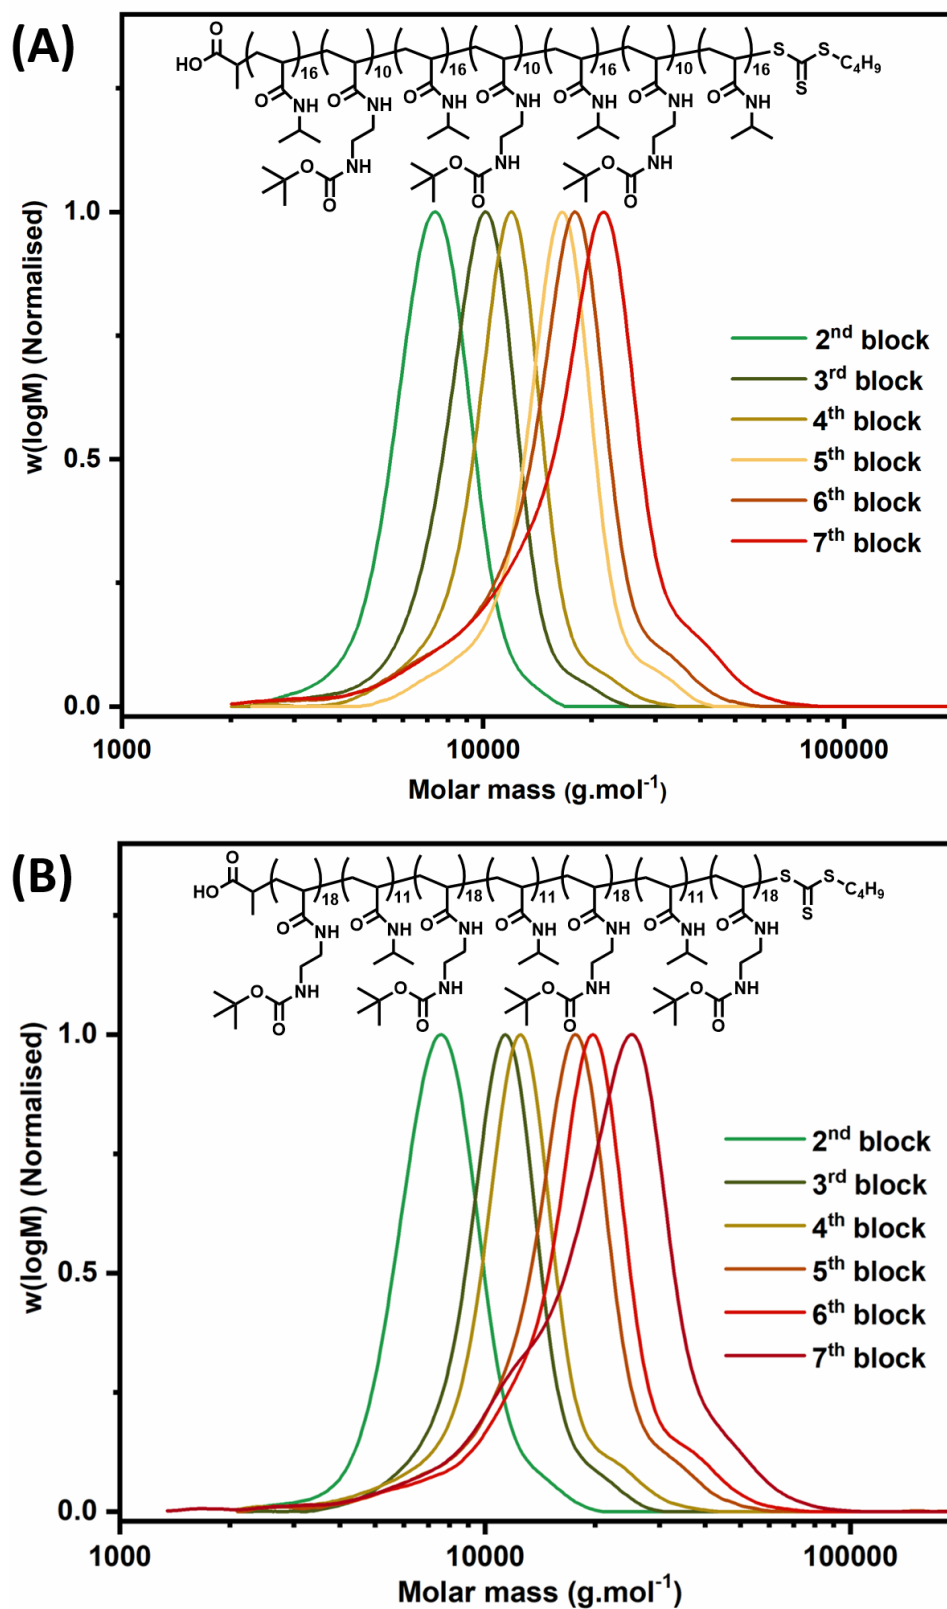 (A)
O
HO
16
10
16
10
16
10
16
S
S
C4H9
S
O
NH
O
NH
O
NH
O
NH
O
NH
O
NH
O
NH
O
NH
O
O
NH
O
O
NH
O
w(logM) (Normalised)
1.0
0.5
0.0
2nd block
3rd block
4th block
5th block
6th block
7th block
1000
10000
100000
Molar mass (g.mol-1)
(B)
O
HO
18
11
18
11
18
11
18
S
S
C4H9
S
O
NH
O
NH
O
NH
O
NH
O
NH
O
NH
O
NH
O
NH
O
O
NH
O
O
NH
O
O
NH
O
w(logM) (Normalised)
1.0
0.5
0.0
2nd block
3rd block
4th block
5th block
6th block
7th block
1000
10000
100000
Molar mass (g.mol-1)